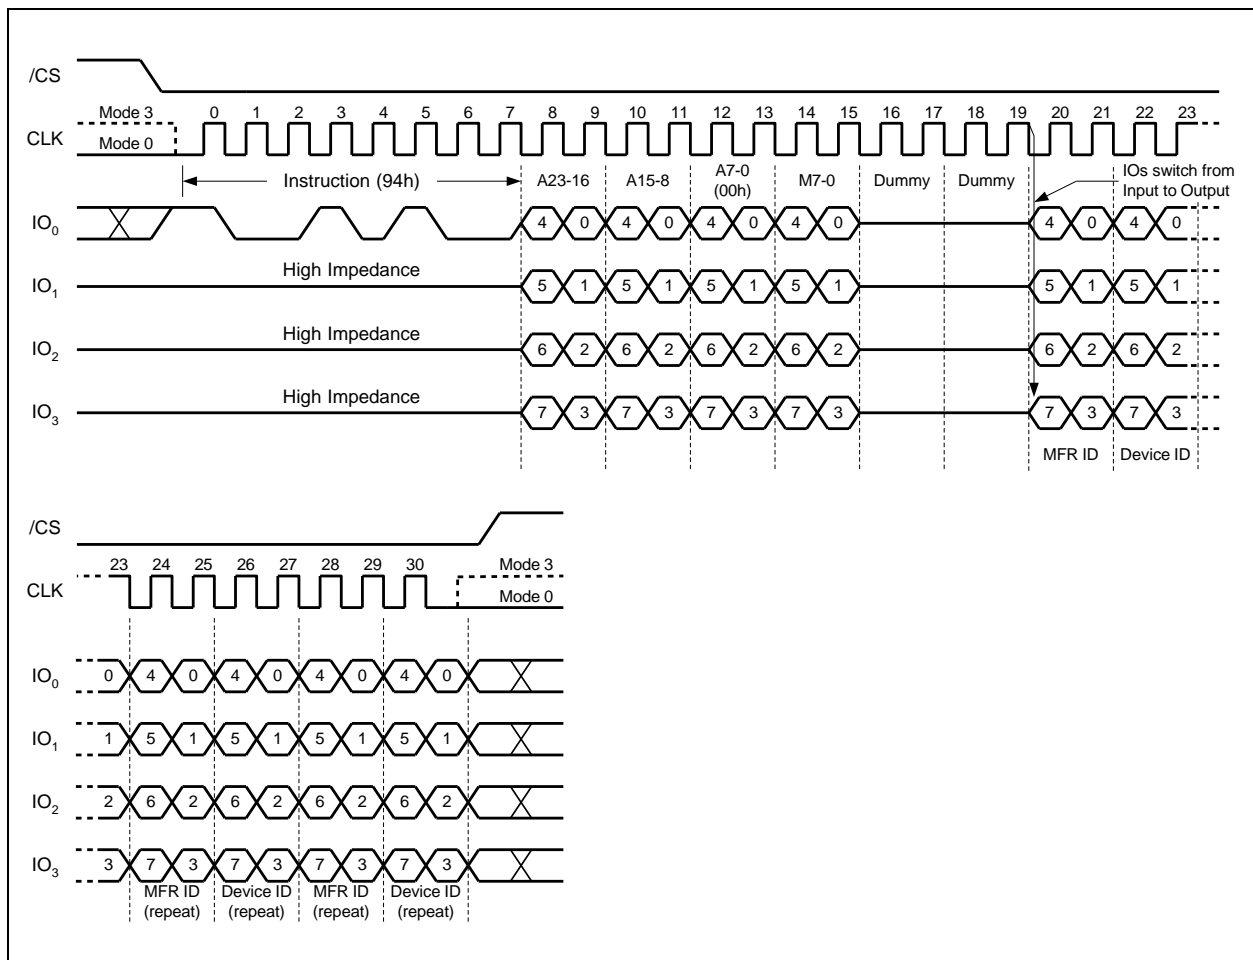 /CS
Mode 3 0 1 2 3 4 5 6 7 8 9 10 11 12 13 14 15 16 17 18 19 20 21 22 23
CLK Mode 0
Instruction (94h) A23-16 A15-8 A7-0 (00h) M7-0 Dummy Dummy IOs switch from
Input to Output
IO0 4 0 4 0 4 0 4 0 4 0 4 0
High Impedance
IO1 5 1 5 1 5 1 5 1 5 1 5 1
High Impedance
IO2 6 2 6 2 6 2 6 2 6 2 6 2
High Impedance
IO3 7 3 7 3 7 3 7 3 7 3 7 3
MFR ID Device ID
/CS
23 24 25 26 27 28 29 30 Mode 3
CLK Mode 0
IO0 0 4 0 4 0 4 0 4 0
IO1 1 5 1 5 1 5 1 5 1
IO2 2 6 2 6 2 6 2 6 2
IO3 3 7 3 7 3 7 3 7 3
MFR ID Device ID MFR ID Device ID
(repeat) (repeat) (repeat) (repeat)